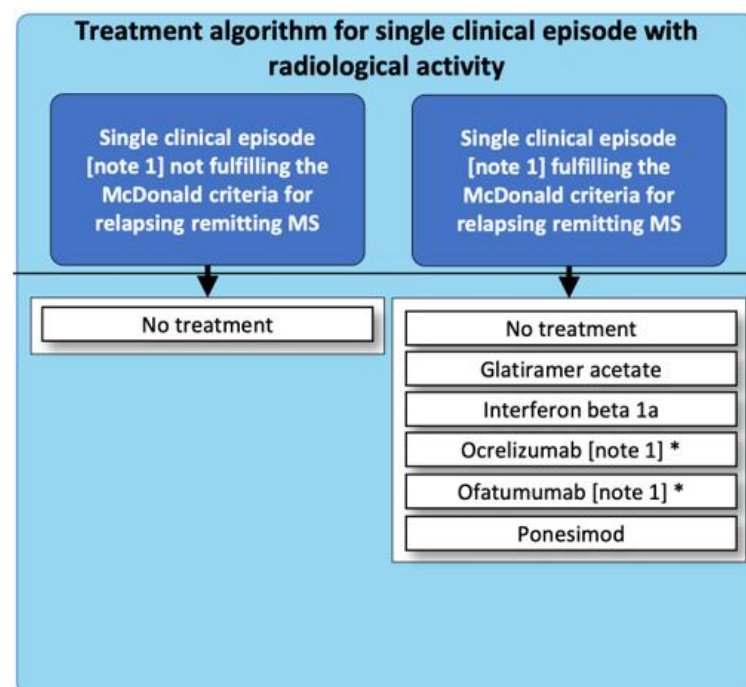 Treatment algorithm for single clinical episode with
radiological activity
Single clinical episode
[note 1] not fulfilling the
McDonald criteria for
relapsing remitting MS
Single clinical episode
[note 1] fulfilling the
McDonald criteria for
relapsing remitting MS
No treatment
No treatment
Glatiramer acetate
Interferon beta 1a
Ocrelizumab [note 1] *
Ofatumumab [note 1] *
Ponesimod